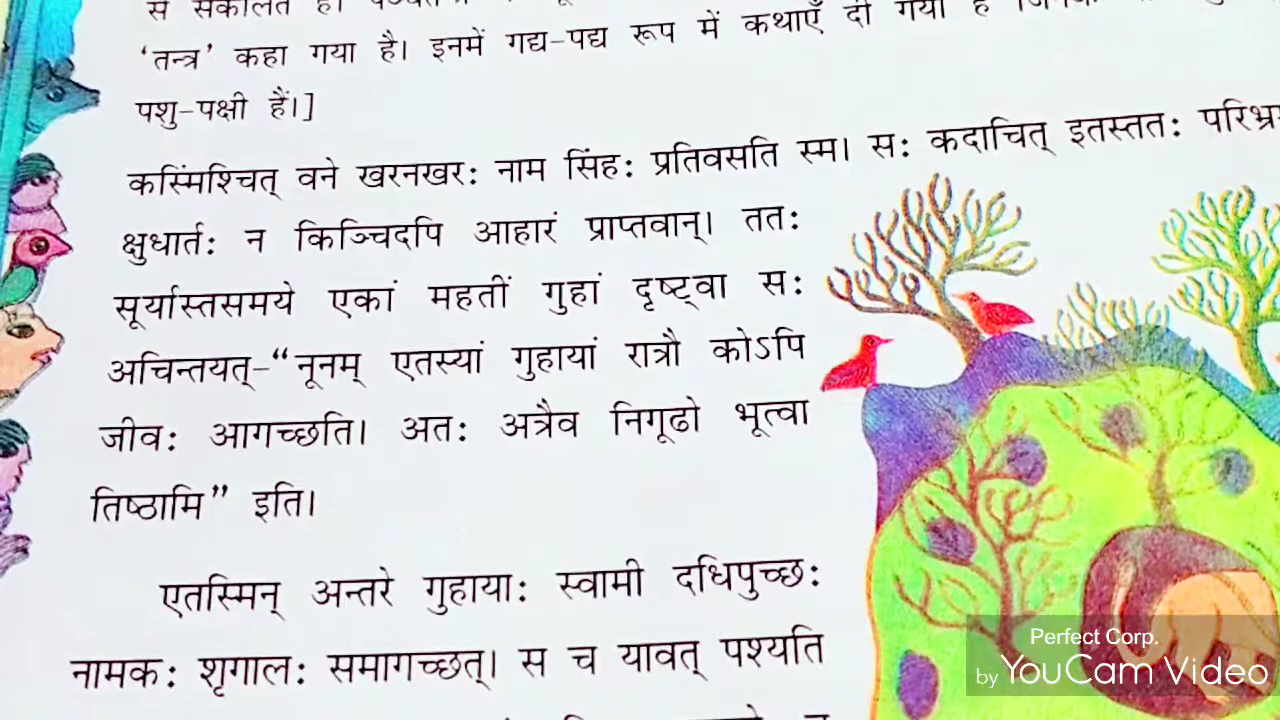 ‘तन्त्र’ कहा गया है। इनमें गद्य-पद्य रूप में कथाएँ दी गयी हैं
पशु-पक्षी हैं।]
कस्मिंश्चित् वने खरनखरः नाम सिंहः प्रतिवसति स्म। सः कदाचित् इतस्ततः
क्षुधार्तः न किञ्चिदपि आहारं प्राप्तवान्। ततः
सूर्यास्तसमये एकां महतीं गुहां दृष्ट्वा सः
अचिन्तयत्-“नूनम् एतस्यां गुहायां रात्रौ कोऽपि
जीवः आगच्छति। अतः अत्रैव निगूढो भूत्वा
तिष्ठामि” इति।
एतस्मिन् अन्तरे गुहायाः स्वामी दधिपुच्छः
नामकः शृगालः समागच्छत्। स च यावत् पश्यति
Perfect Corp.
by YouCam Video